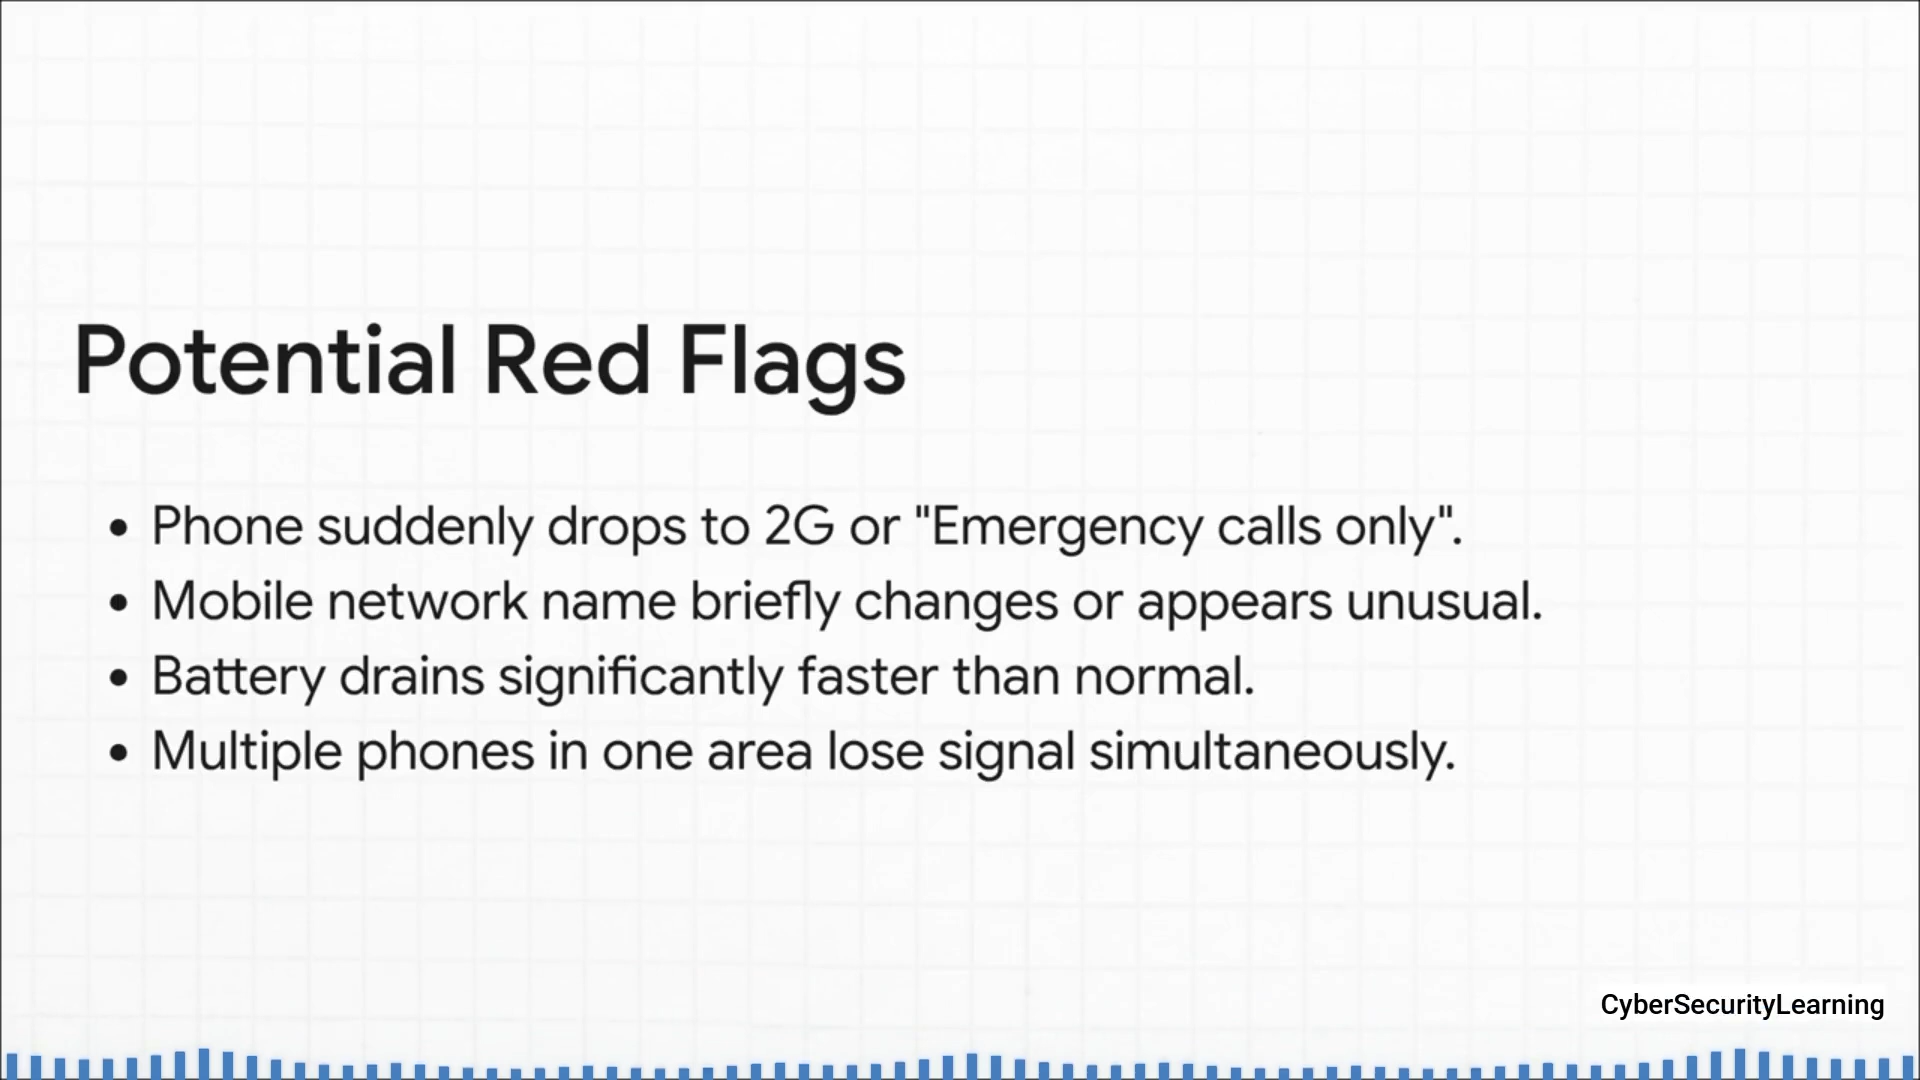 Potential Red Flags
• Phone suddenly drops to 2G or "Emergency calls only".
• Mobile network name briefly changes or appears unusual.
• Battery drains significantly faster than normal.
• Multiple phones in one area lose signal simultaneously.
CyberSecurityLearning